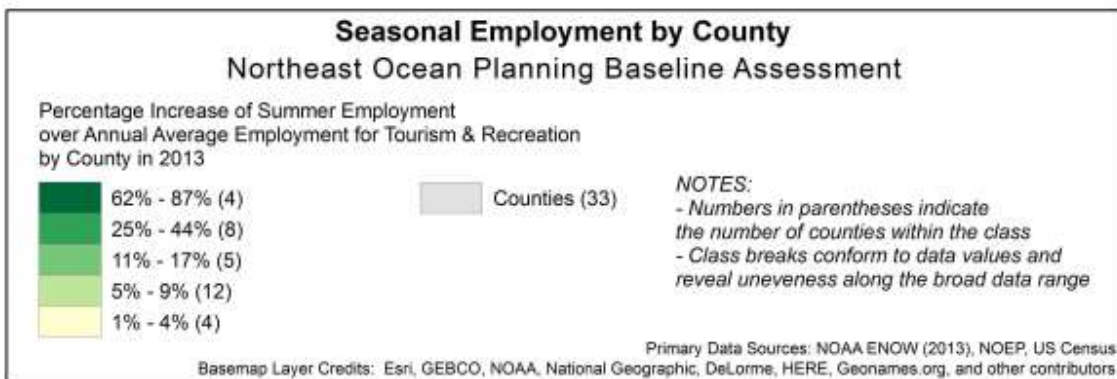 Seasonal Employment by County
Northeast Ocean Planning Baseline Assessment
Percentage Increase of Summer Employment
over Annual Average Employment for Tourism & Recreation
by County in 2013
62% - 87% (4)
25% - 44% (8)
11% - 17% (5)
5% - 9% (12)
1% - 4% (4)
Counties (33)
NOTES:
- Numbers in parentheses indicate
the number of counties within the class
- Class breaks conform to data values and
reveal uneveness along the broad data range
Primary Data Sources: NOAA ENOW (2013), NOEP, US Census
Basemap Layer Credits: Esri, GEBCO, NOAA, National Geographic, DeLorme, HERE, Geonames.org, and other contributors